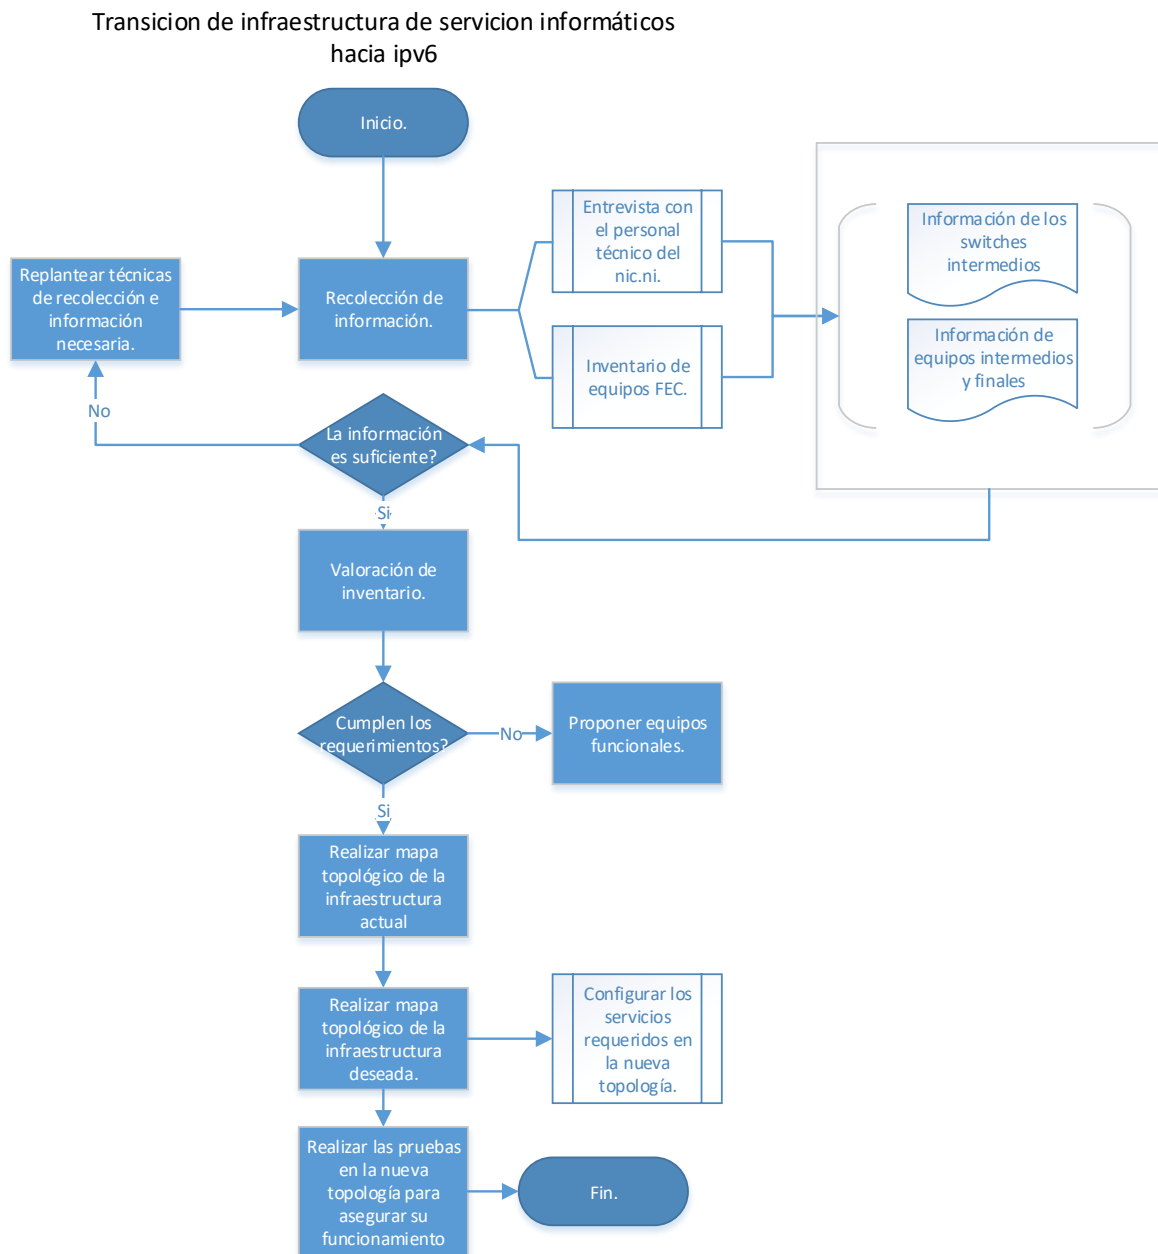 Transicion de infraestructura de servicion informáticos
hacia ipv6
Inicio.
Entrevista con
el personal
técnico del
nic.ni.
Información de los
switches
intermedios
Replantear técnicas
de recolección e
información
necesaria.
Recolección de
información.
Inventario de
equipos FEC.
Información de
equipos intermedios
y finales
No
La información
es suficiente?
Si
Valoración de
inventario.
Cumplen los
requerimientos?
No
Proponer equipos
funcionales.
Si
Realizar mapa
topológico de la
infraestructura
actual
Realizar mapa
topológico de la
infraestructura
deseada.
Configurar los
servicios
requeridos en
la nueva
topología.
Realizar las pruebas
en la nueva
topología para
asegurar su
funcionamiento
Fin.